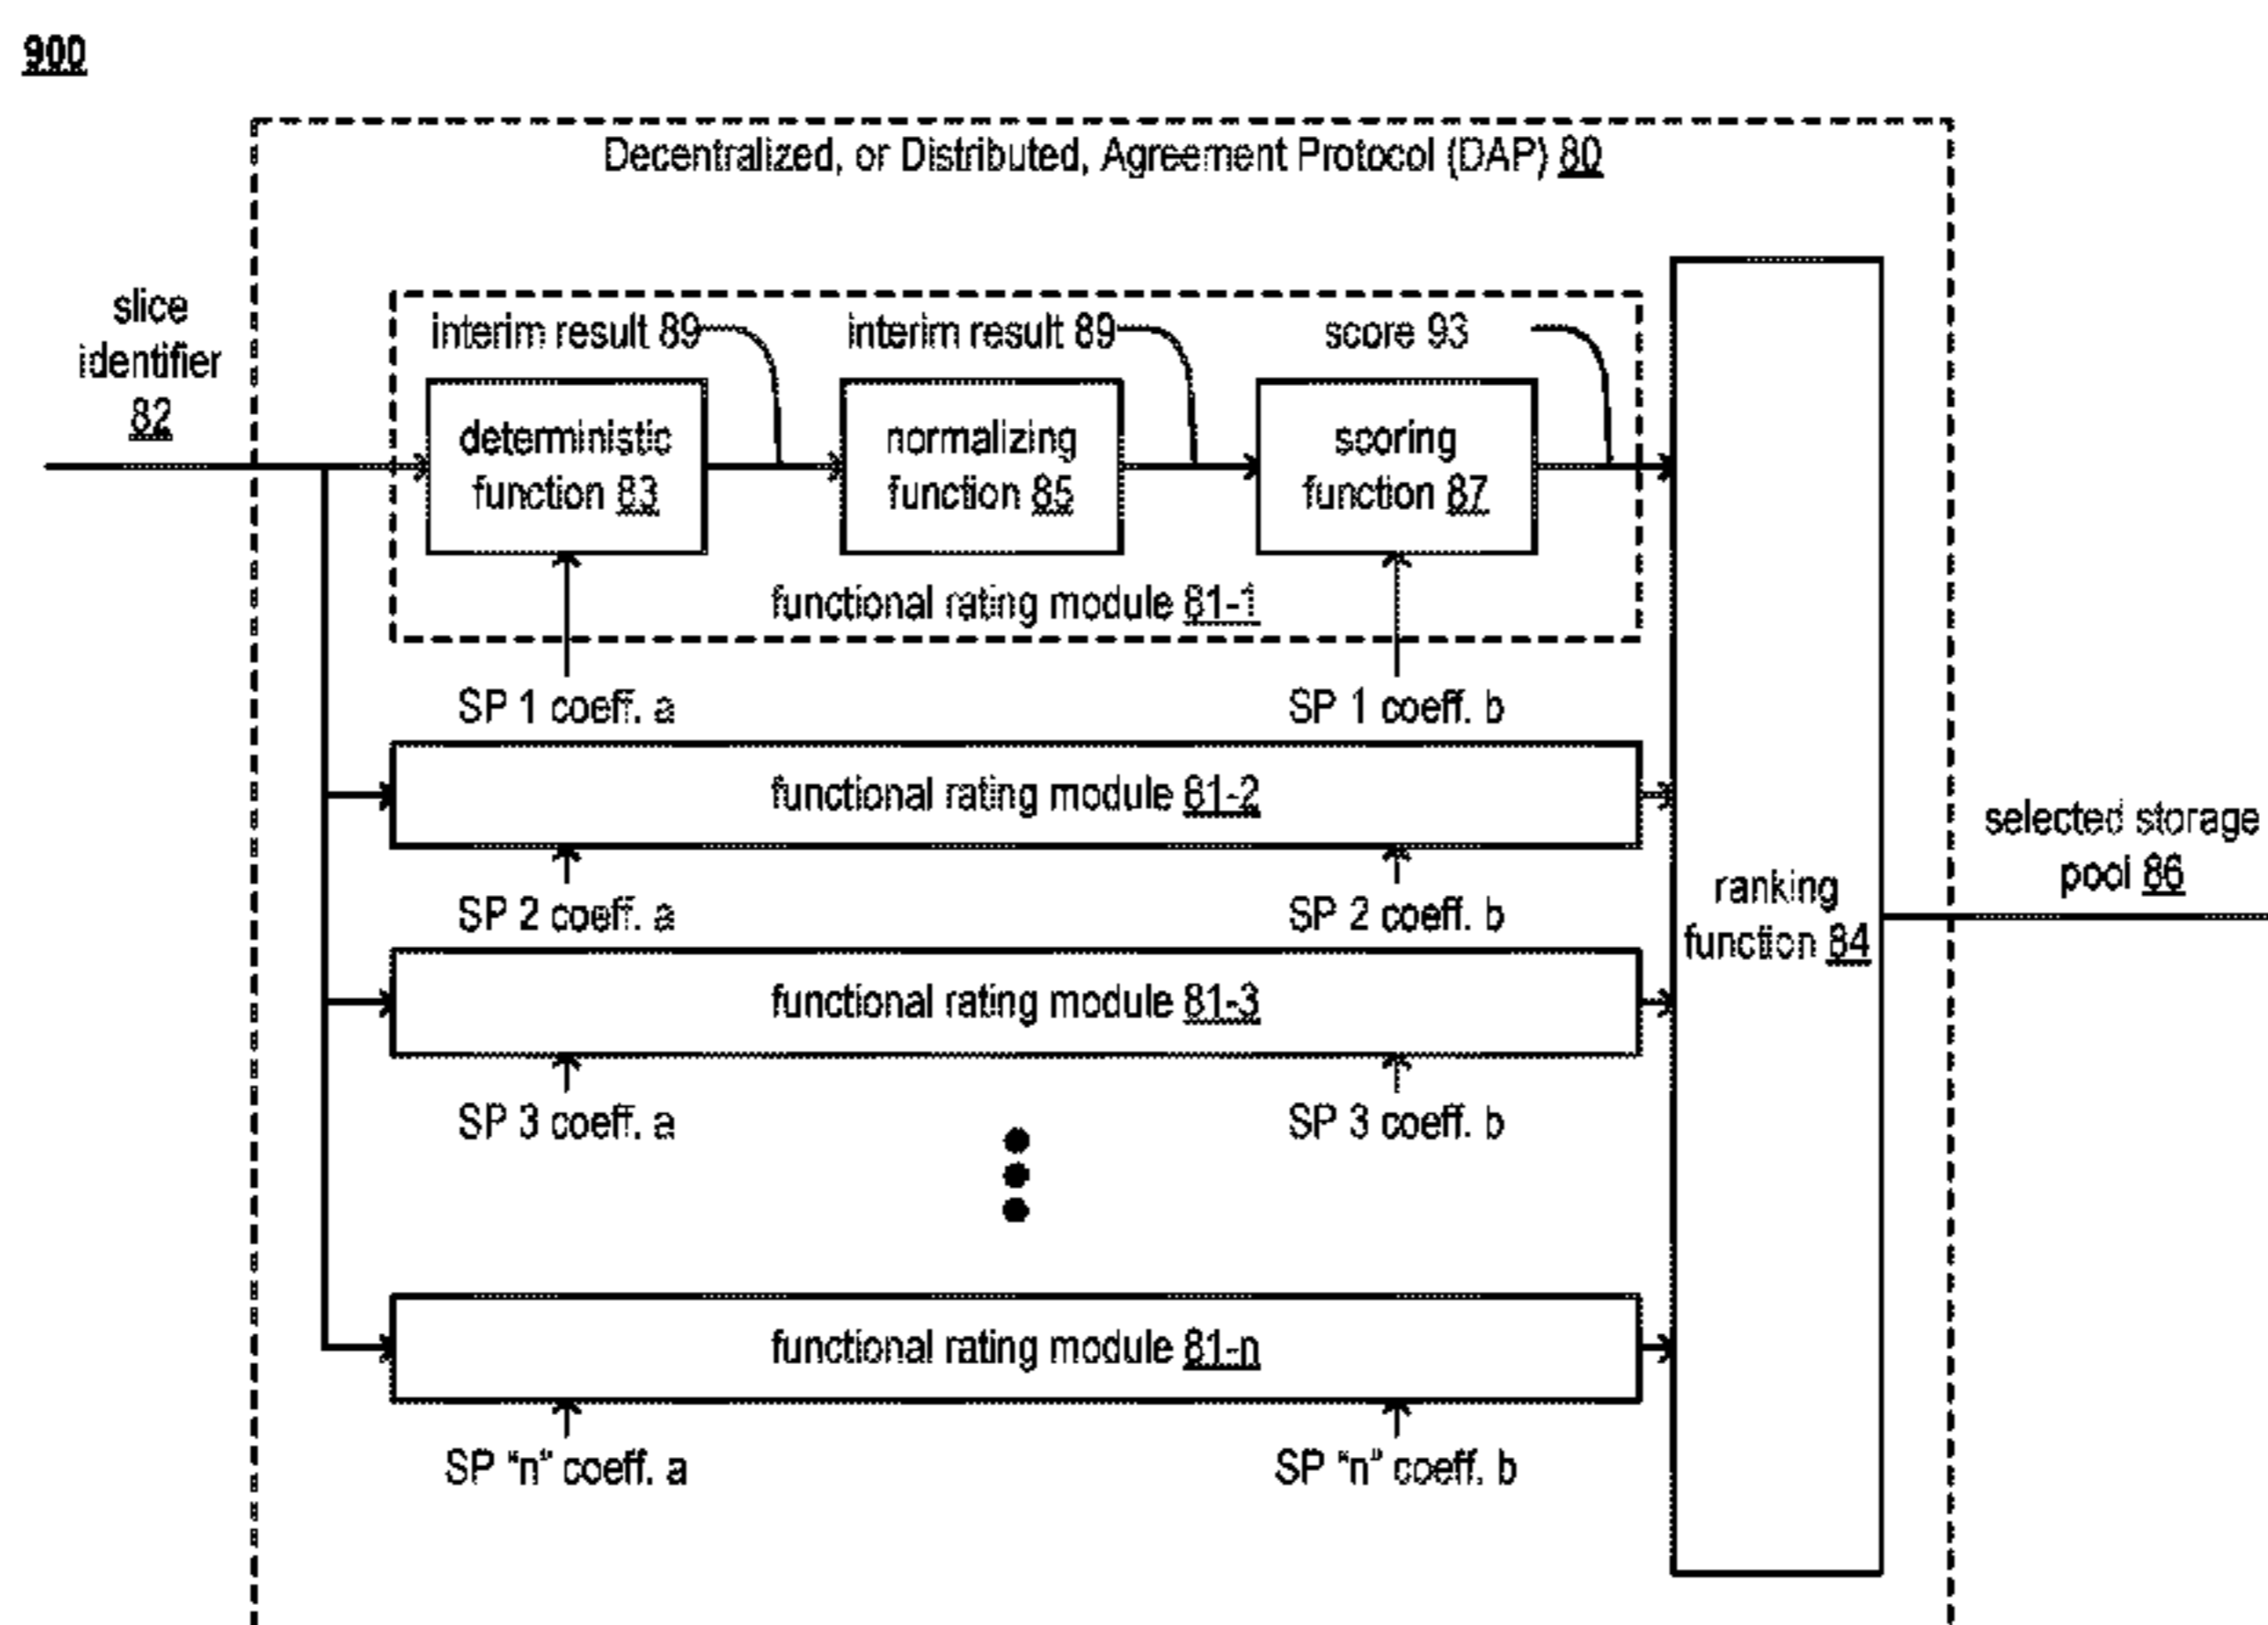 900
Decentralized, or Distributed, Agreement Protocol (DAP) 80
slice
identifier
82
interim result 89
interim result 89
score 93
deterministic
function 83
normalizing
function 85
scoring
function 87
functional rating module 81-1
SP 1 coeff. a
SP 1 coeff. b
functional rating module 81-2
SP 2 coeff. a
SP 2 coeff. b
functional rating module 81-3
SP 3 coeff. a
SP 3 coeff. b
functional rating module 81-n
SP "n" coeff. a
SP "n" coeff. b
ranking
function 84
selected storage
pool 86